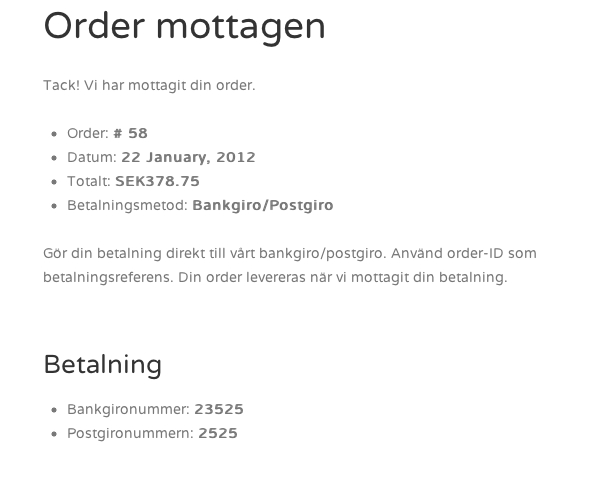 Order mottagen
Tack! Vi har mottagit din order.
Order: # 58
Datum: 22 January, 2012
Totalt: SEK378.75
Betalningsmetod: Bankgiro/Postgiro
Gör din betalning direkt till vårt bankgiro/postgiro. Använd order-ID som
betalningsreferens. Din order levereras när vi mottagit din betalning.
Betalning
Bankgironummer: 23525
Postgironummern: 2525